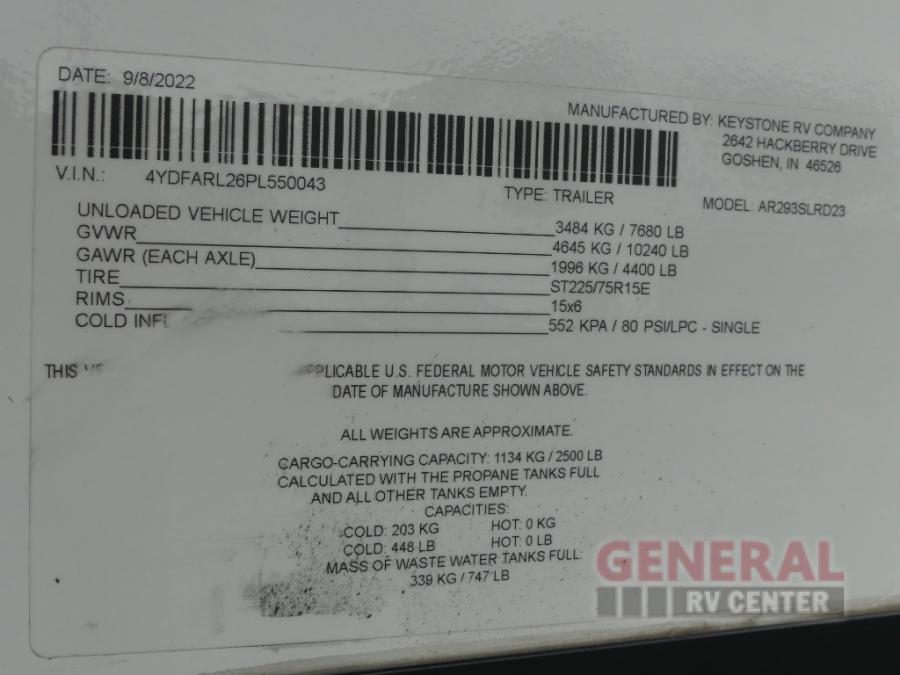 DATE: 9/8/2022
MANUFACTURED BY: KEYSTONE RV COMPANY
2642 HACKBERRY DRIVE
GOSHEN, IN 46526
V.I.N.: 4YDFARL26PL550043
TYPE: TRAILER
MODEL: AR293SLRD23
UNLOADED VEHICLE WEIGHT 3484 KG / 7680 LB
GVWR 4645 KG / 10240 LB
GAWR (EACH AXLE) 1996 KG / 4400 LB
TIRE ST225/75R15E
RIMS 15x6
COLD INFL 552 KPA / 80 PSI/LPC - SINGLE
THIS PLICABLE U.S. FEDERAL MOTOR VEHICLE SAFETY STANDARDS IN EFFECT ON THE
DATE OF MANUFACTURE SHOWN ABOVE.
ALL WEIGHTS ARE APPROXIMATE.
CARGO-CARRYING CAPACITY: 1134 KG / 2500 LB
CALCULATED WITH THE PROPANE TANKS FULL
AND ALL OTHER TANKS EMPTY.
CAPACITIES:
COLD: 203 KG HOT: 0 KG
COLD: 448 LB HOT: 0 LB
MASS OF WASTE WATER TANKS FULL:
339 KG / 747 LB
GENERAL
RV CENTER